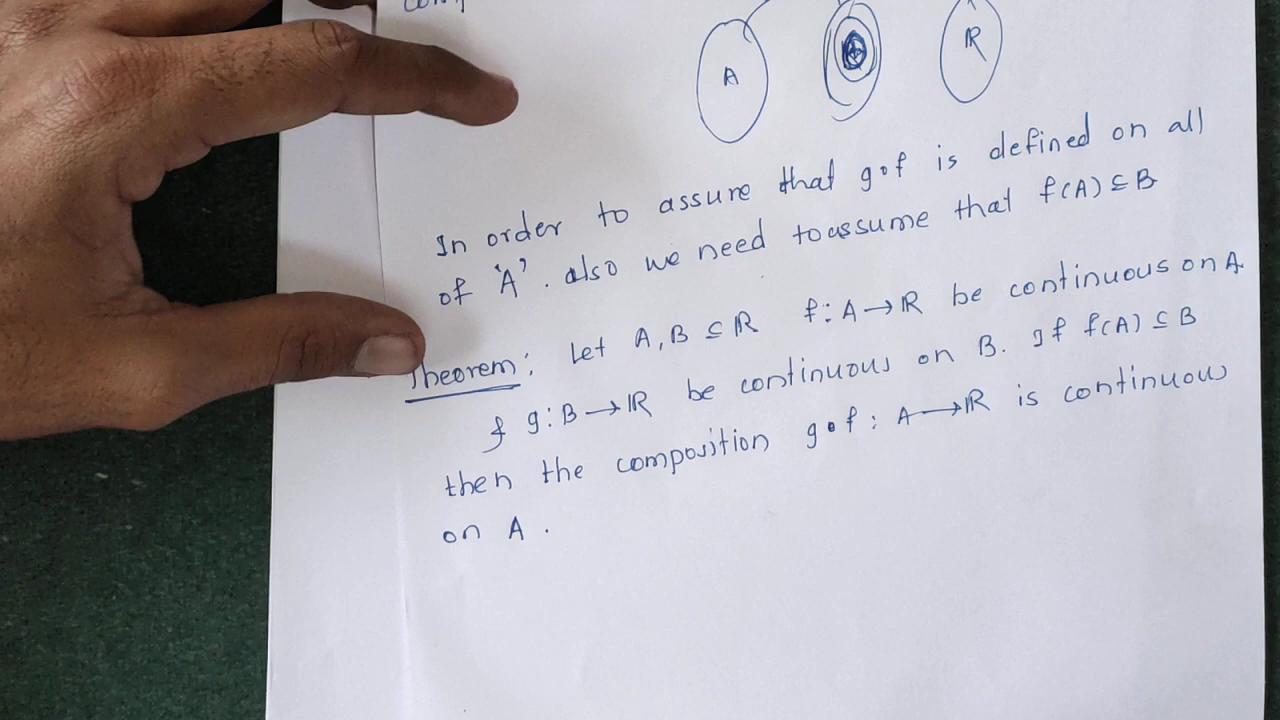 A
R
In order to assure that g∘f is defined on all
of 'A'. also we need to assume that f(A) ⊆ B
Theorem: Let A, B ⊆ ℝ f: A → ℝ be continuous on A.
& g: B → ℝ be continuous on B. If f(A) ⊆ B
then the composition g∘f: A → ℝ is continuous
on A.